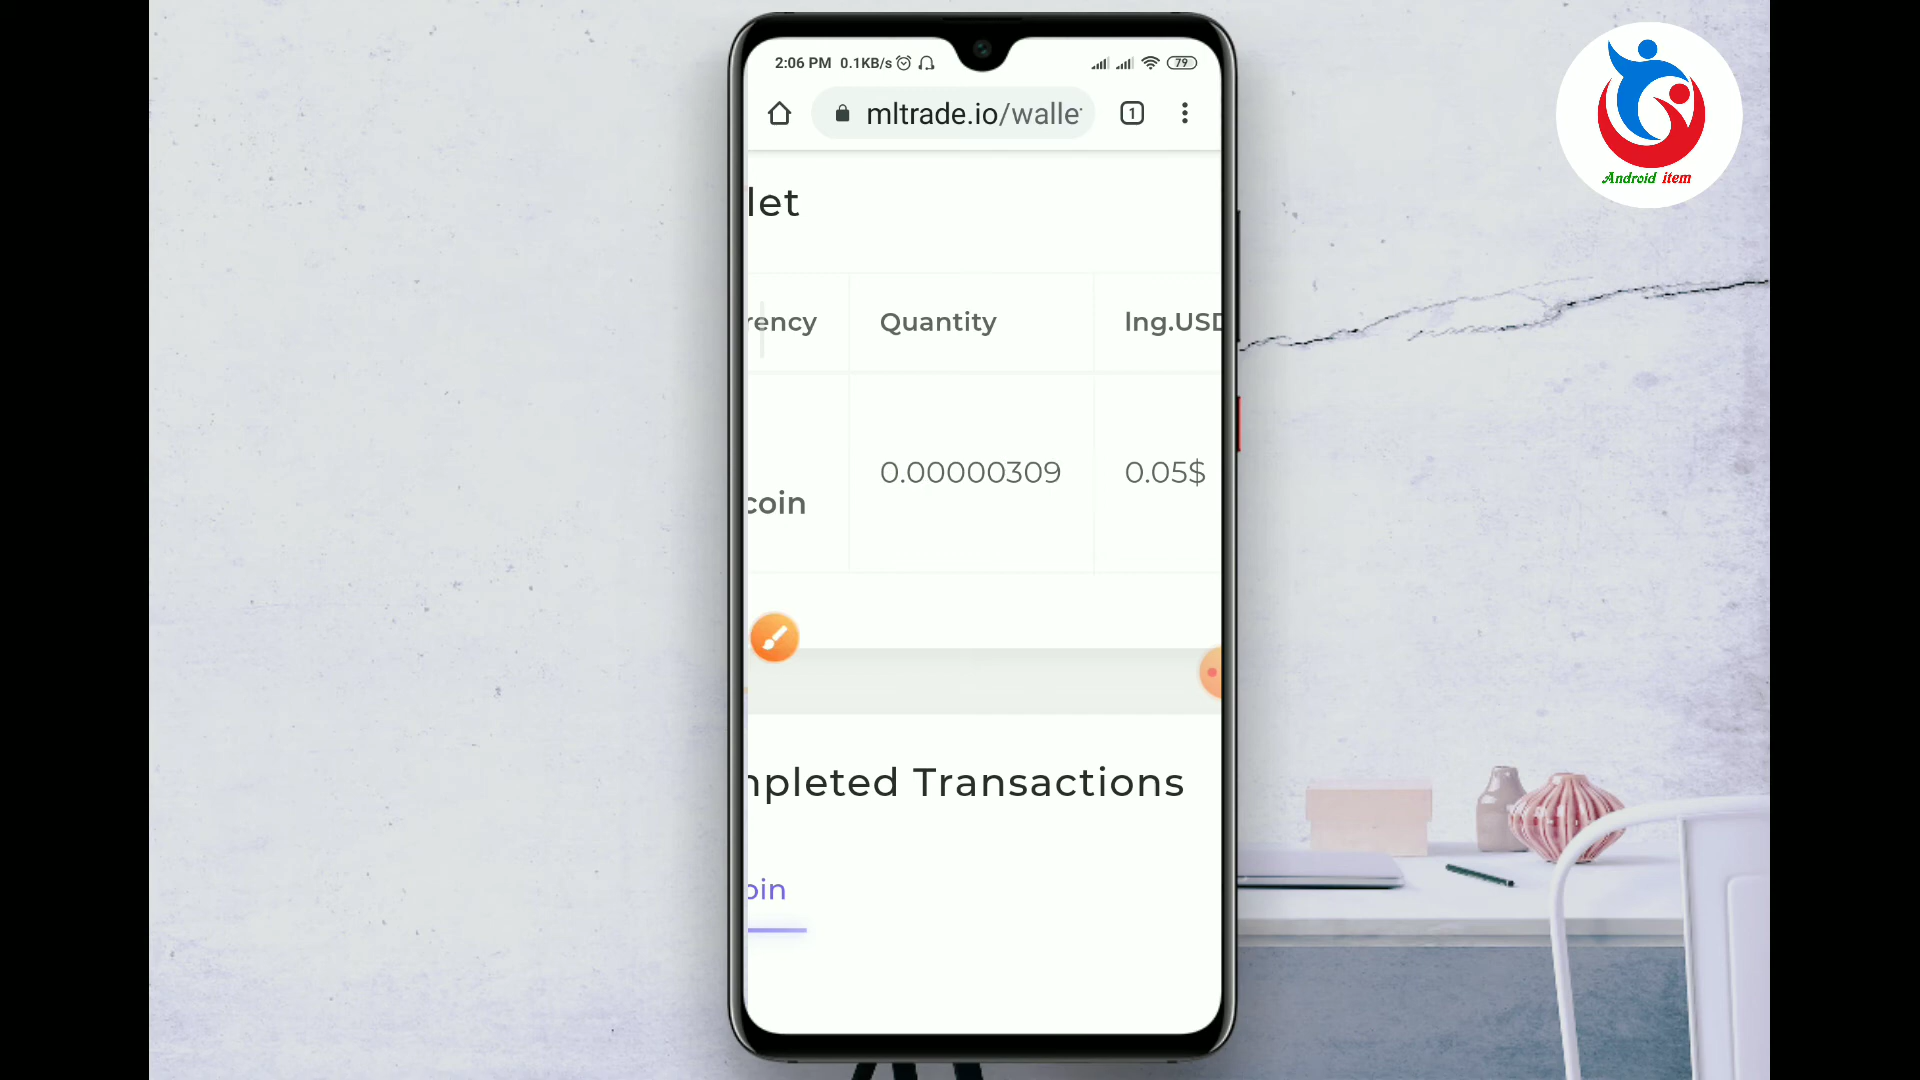 2:06 PM 0.1KB/s 79
mltrade.io/walle
1
let
rency Quantity Ing.USD
0.00000309 0.05$
coin
mpleted Transactions
oin
Android item